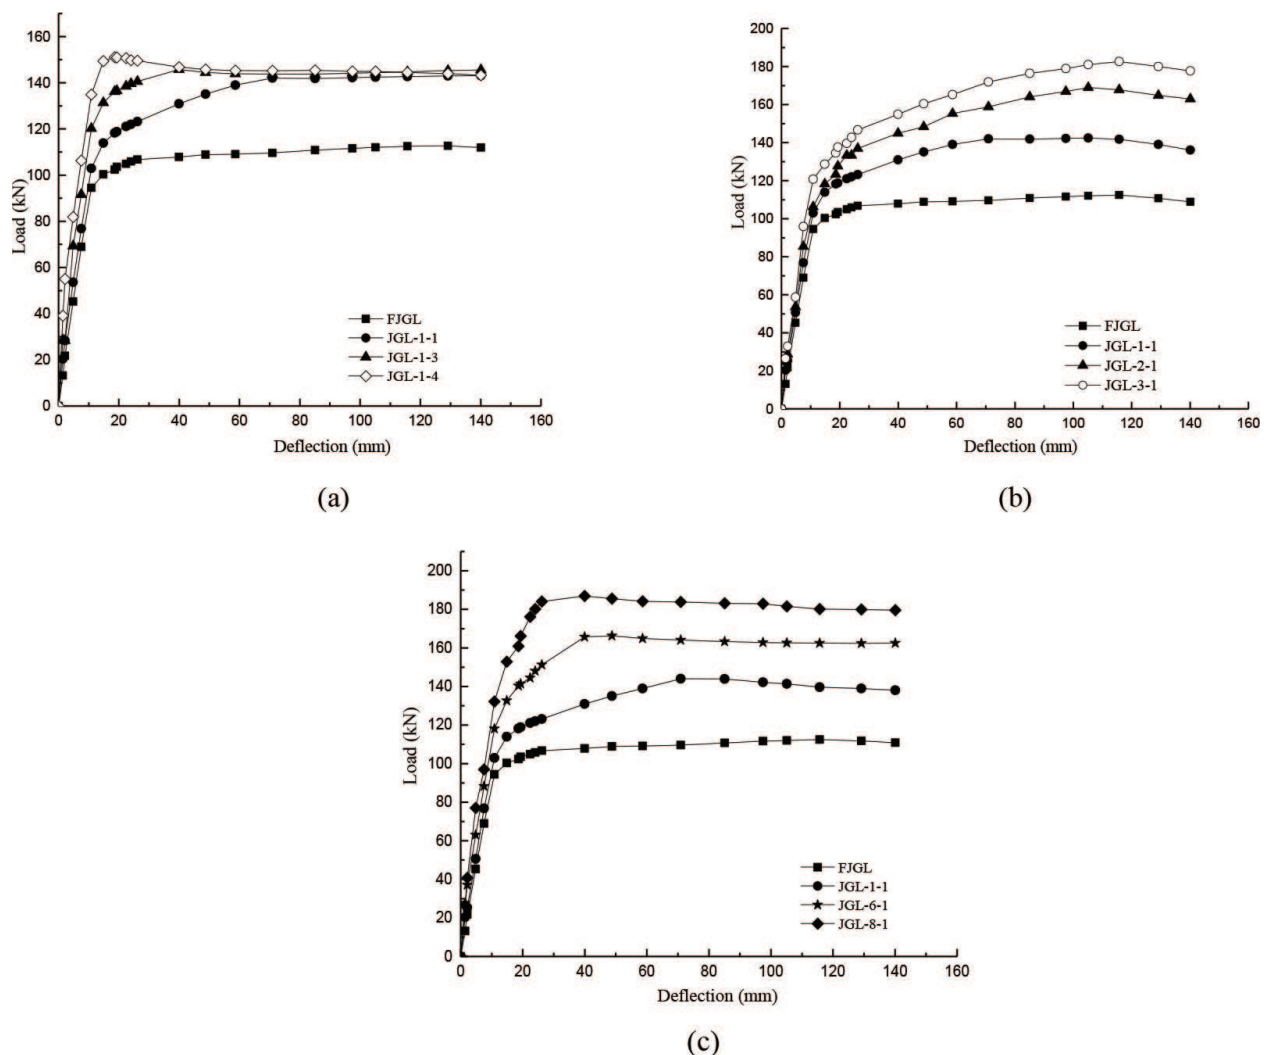 160
140
120
100
80
60
40
20
0
Load (kN)
FJGL
JGL-1-1
JGL-1-3
JGL-1-4
0 20 40 60 80 100 120 140 160
Deflection (mm)
(a)
200
180
160
140
120
100
80
60
40
20
0
Load (kN)
FJGL
JGL-1-1
JGL-2-1
JGL-3-1
0 20 40 60 80 100 120 140 160
Deflection (mm)
(b)
200
180
160
140
120
100
80
60
40
20
0
Load (kN)
FJGL
JGL-1-1
JGL-6-1
JGL-8-1
0 20 40 60 80 100 120 140 160
Deflection (mm)
(c)